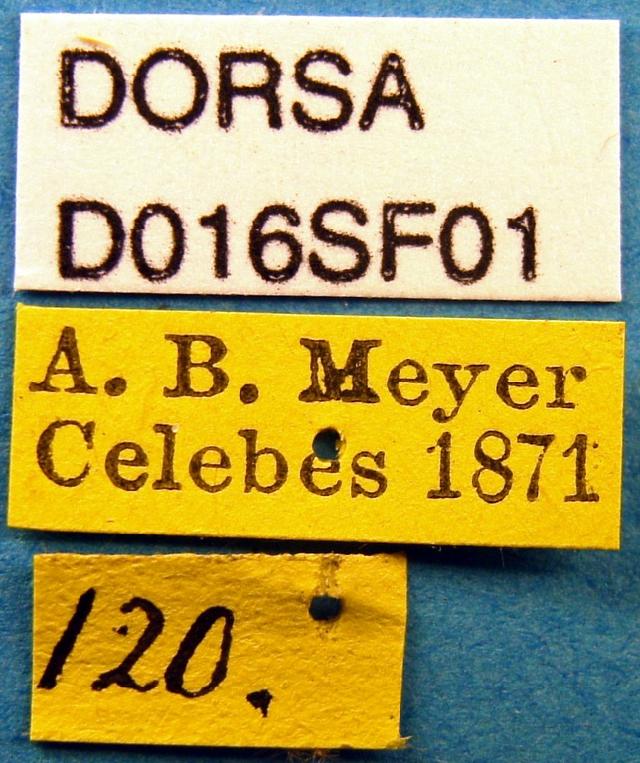 DORSA
D016SF01
A. B. Meyer
Celebes 1871
120.